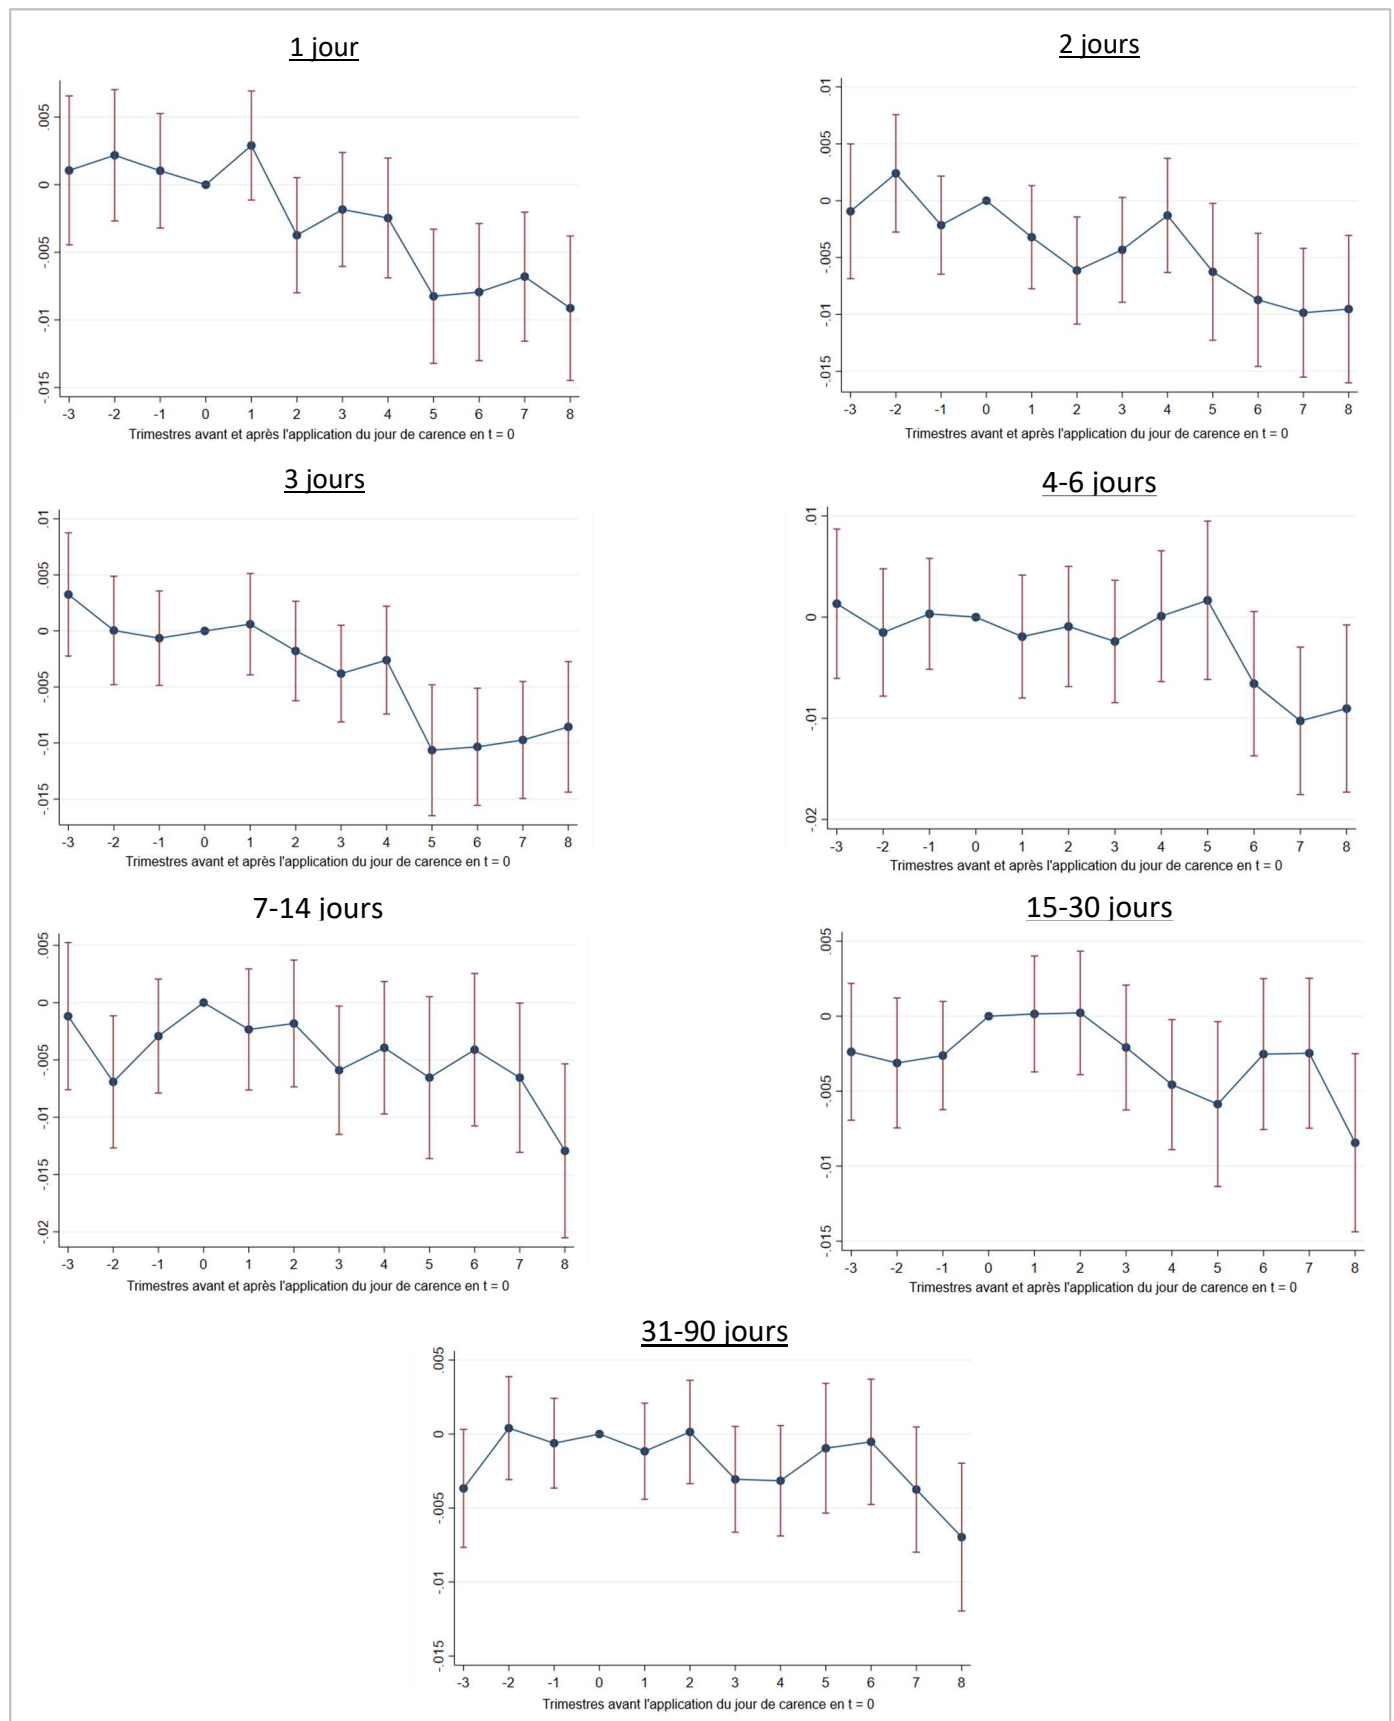 1 jour
2 jours
.005
0
-.005
-.01
-.015
-3 -2 -1 0 1 2 3 4 5 6 7 8
Trimestres avant et après l'application du jour de carence en t = 0
.01
.005
0
-.005
-.01
-.015
-3 -2 -1 0 1 2 3 4 5 6 7 8
Trimestres avant et après l'application du jour de carence en t = 0
3 jours
4-6 jours
.01
.005
0
-.005
-.01
-.015
-3 -2 -1 0 1 2 3 4 5 6 7 8
Trimestres avant et après l'application du jour de carence en t = 0
.01
0
-.01
-.02
-3 -2 -1 0 1 2 3 4 5 6 7 8
Trimestres avant et après l'application du jour de carence en t = 0
7-14 jours
15-30 jours
.005
0
-.005
-.01
-.015
-.02
-3 -2 -1 0 1 2 3 4 5 6 7 8
Trimestres avant et après l'application du jour de carence en t = 0
.005
0
-.005
-.01
-.015
-3 -2 -1 0 1 2 3 4 5 6 7 8
Trimestres avant et après l'application du jour de carence en t = 0
31-90 jours
.005
0
-.005
-.01
-.015
-3 -2 -1 0 1 2 3 4 5 6 7 8
Trimestres avant l'application du jour de carence en t = 0